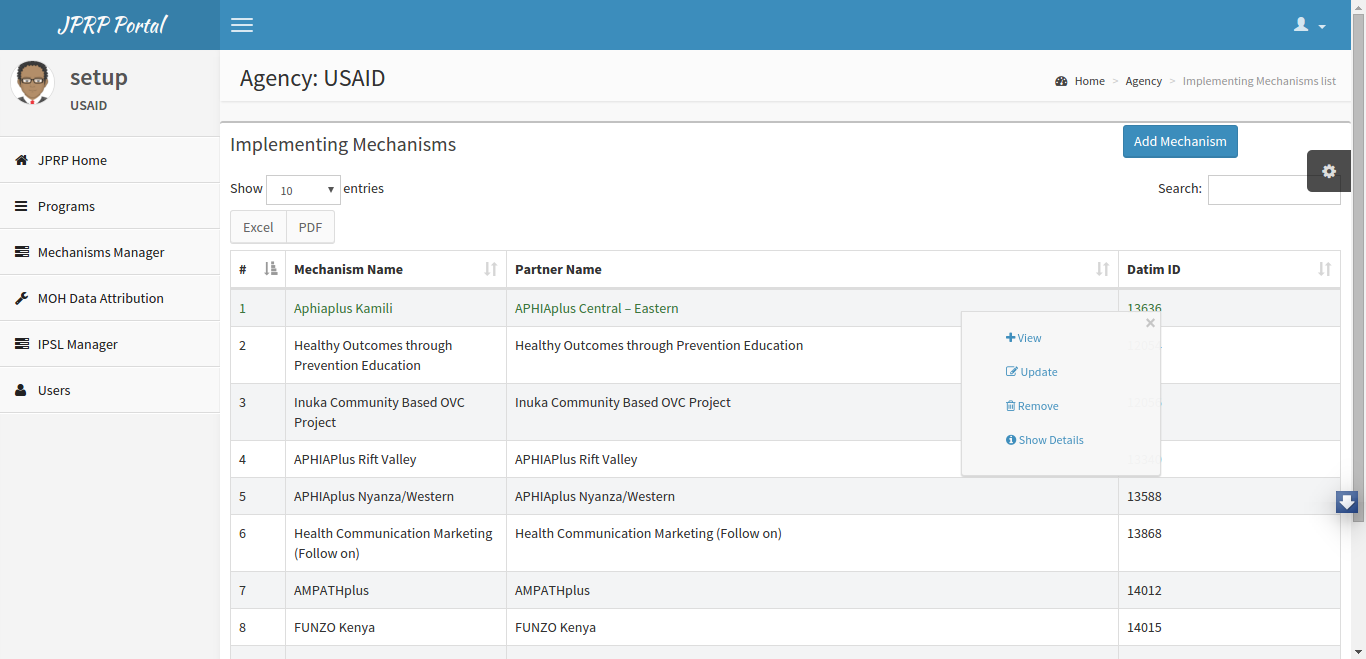 JPRP Portal
setup
USAID
Agency: USAID
Home > Agency > Implementing Mechanisms list
JPRP Home
Programs
Mechanisms Manager
MOH Data Attribution
IPSL Manager
Users
Implementing Mechanisms
Add Mechanism
Show 10 entries
Search:
Excel PDF
# Mechanism Name Partner Name Datim ID
1 Aphiaplus Kamili APHIAplus Central – Eastern 13636
2 Healthy Outcomes through Healthy Outcomes through Prevention Education
Prevention Education
3 Inuka Community Based OVC Inuka Community Based OVC Project
Project
4 APHIAPlus Rift Valley APHIAPlus Rift Valley
5 APHIAplus Nyanza/Western APHIAplus Nyanza/Western 13588
6 Health Communication Marketing Health Communication Marketing (Follow on) 13868
(Follow on)
7 AMPATHplus AMPATHplus 14012
8 FUNZO Kenya FUNZO Kenya 14015
×
View
Update
Remove
Show Details